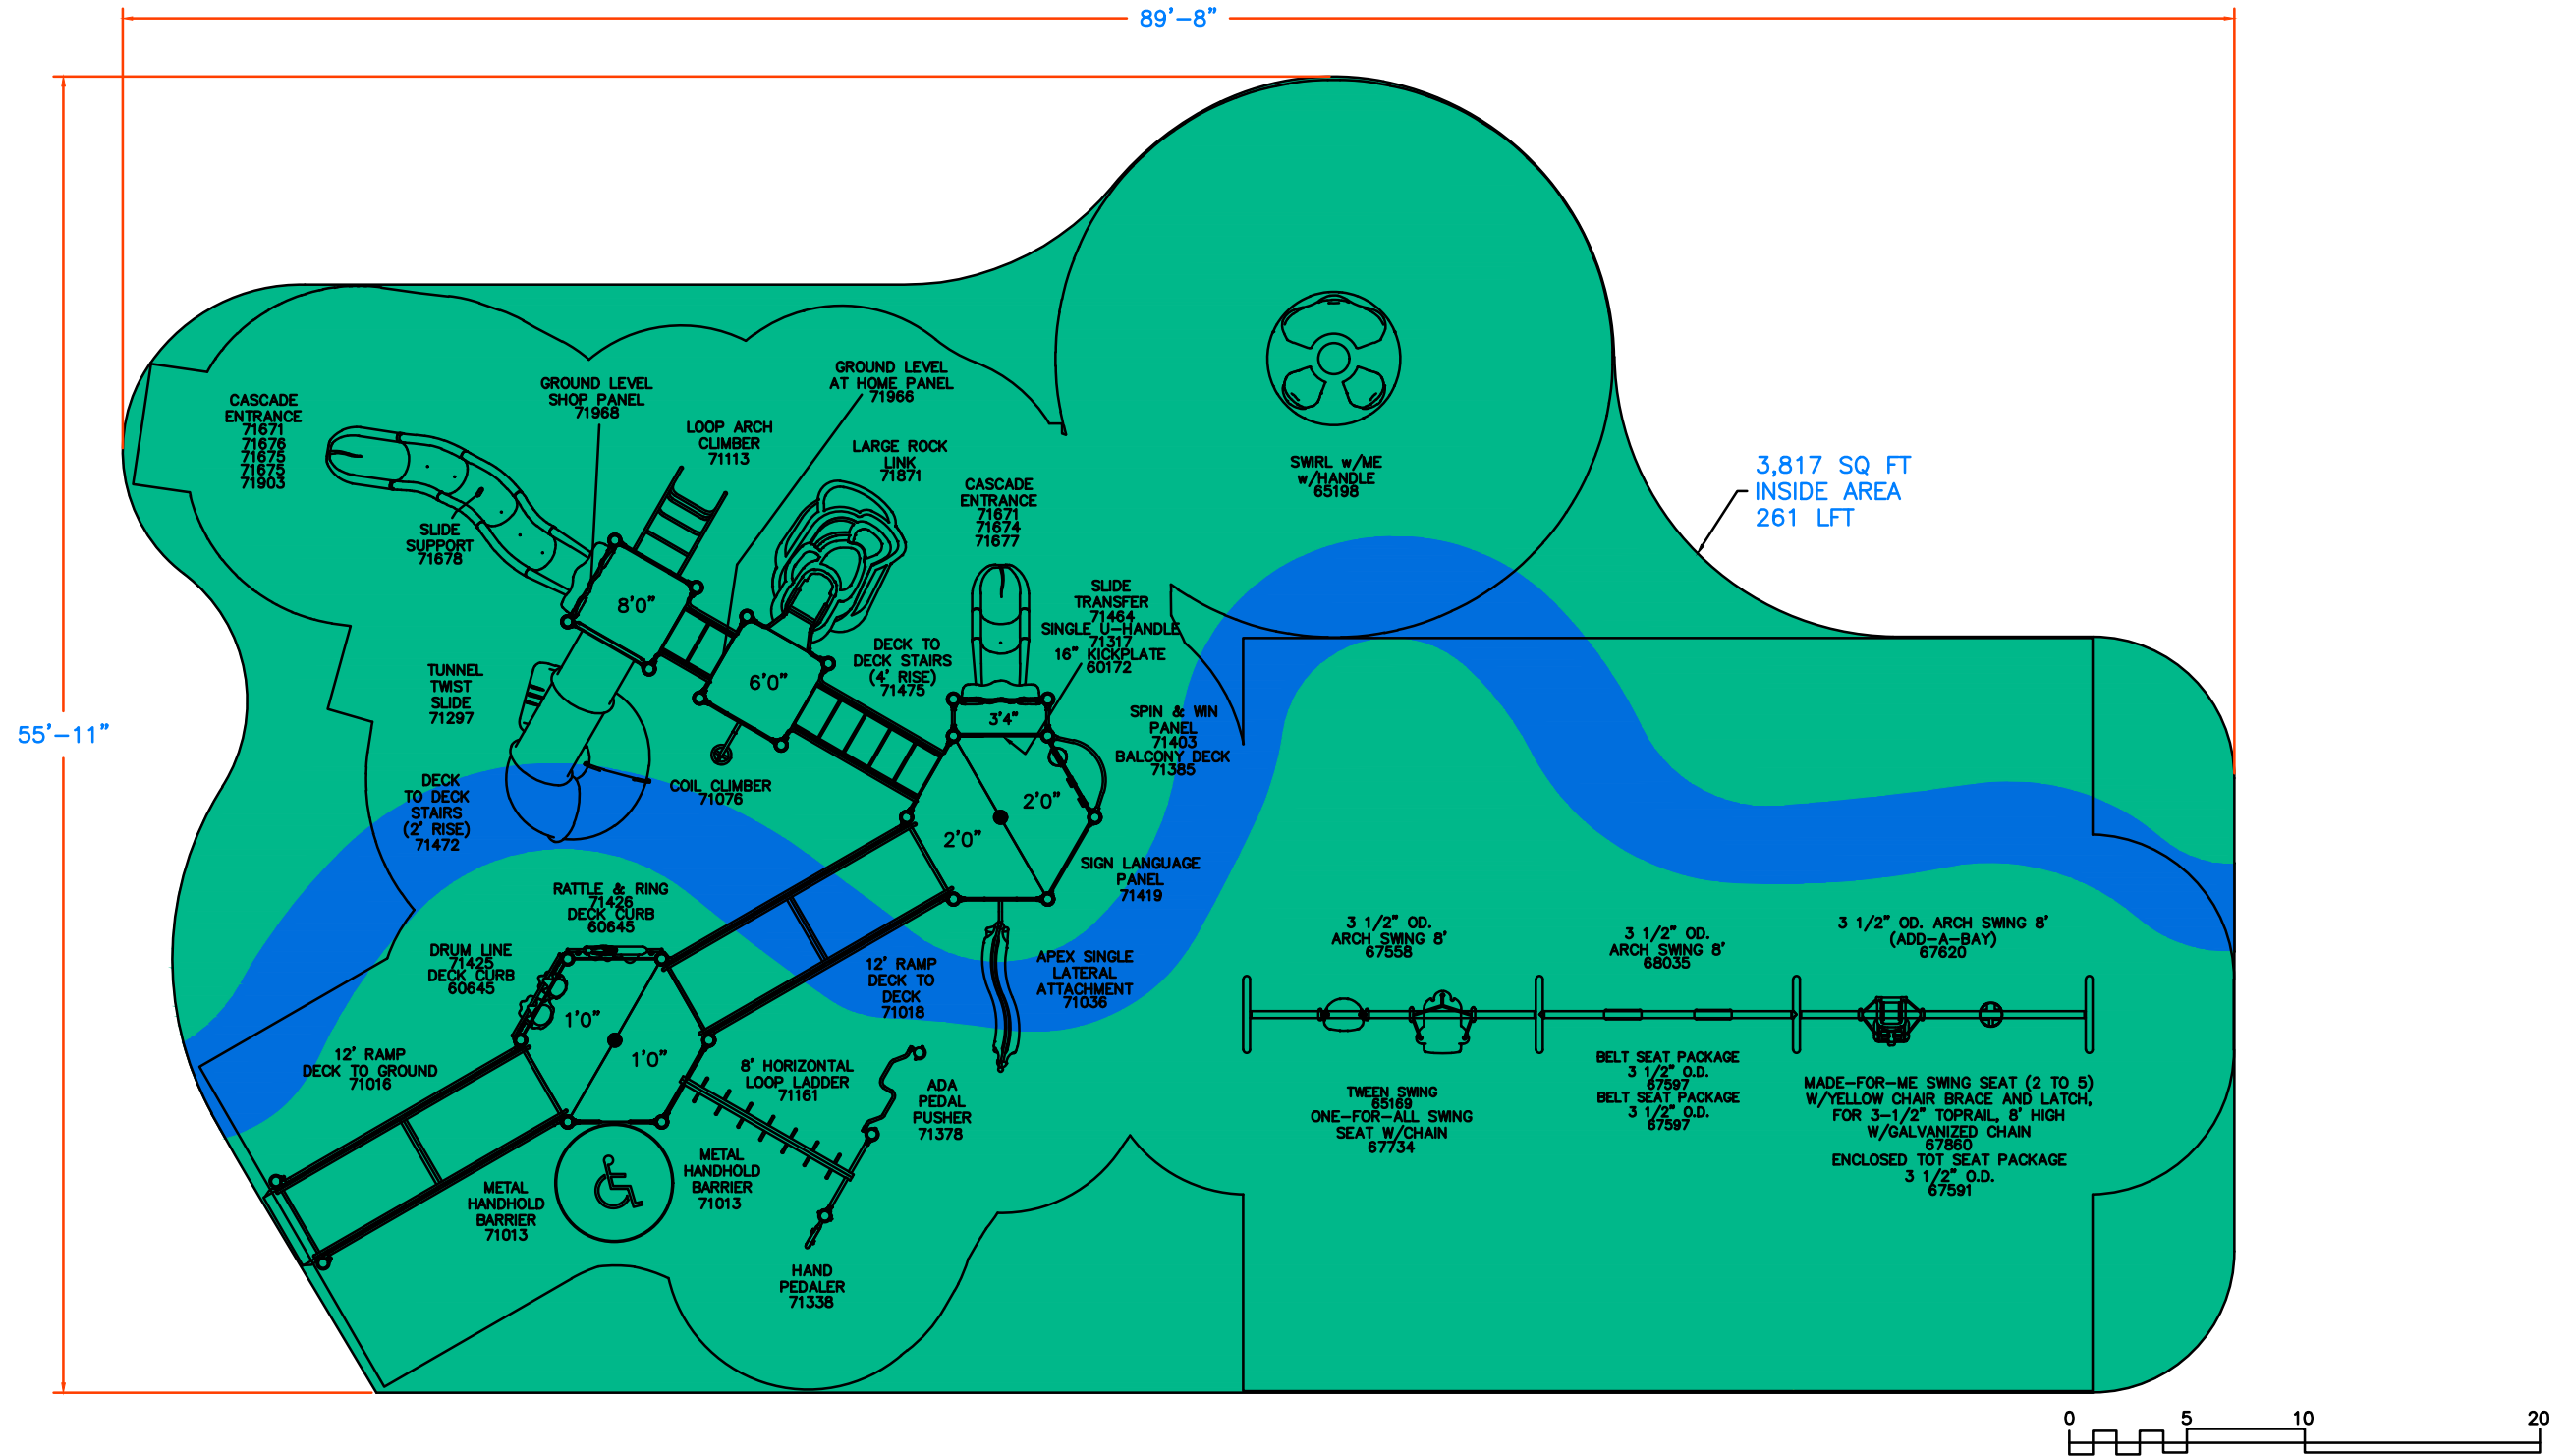 89'-8"
55'-11"
3,817 SQ FT
INSIDE AREA
261 LFT
CASCADE
ENTRANCE
71671
71676
71675
71675
71903
GROUND LEVEL
SHOP PANEL
71968
GROUND LEVEL
AT HOME PANEL
71966
LOOP ARCH
CLIMBER
71113
LARGE ROCK
LINK
71871
CASCADE
ENTRANCE
71671
71674
71677
SWIRL w/ME
w/HANDLE
65198
SLIDE
SUPPORT
71678
8'0"
6'0"
3'4"
2'0"
2'0"
1'0"
1'0"
SLIDE
TRANSFER
71464
SINGLE U-HANDLE
71317
16" KICKPLATE
60172
DECK TO
DECK STAIRS
(4' RISE)
71475
TUNNEL
TWIST
SLIDE
71297
SPIN & WIN
PANEL
71403
BALCONY DECK
71385
COIL CLIMBER
71076
DECK
TO DECK
STAIRS
(2' RISE)
71472
SIGN LANGUAGE
PANEL
71419
RATTLE & RING
71426
DECK CURB
60645
DRUM LINE
71425
DECK CURB
60645
12' RAMP
DECK TO
DECK
71018
APEX SINGLE
LATERAL
ATTACHMENT
71036
12' RAMP
DECK TO GROUND
71016
8' HORIZONTAL
LOOP LADDER
71161
ADA
PEDAL
PUSHER
71378
METAL
HANDHOLD
BARRIER
71013
METAL
HANDHOLD
BARRIER
71013
HAND
PEDALER
71338
3 1/2" OD.
ARCH SWING 8'
67558
3 1/2" OD.
ARCH SWING 8'
68035
3 1/2" OD. ARCH SWING 8'
(ADD-A-BAY)
67620
TWEEN SWING
65169
ONE-FOR-ALL SWING
SEAT W/CHAIN
67734
BELT SEAT PACKAGE
3 1/2" O.D.
67597
BELT SEAT PACKAGE
3 1/2" O.D.
67597
MADE-FOR-ME SWING SEAT (2 TO 5)
W/YELLOW CHAIR BRACE AND LATCH,
FOR 3-1/2" TOPRAIL, 8' HIGH
W/GALVANIZED CHAIN
67860
ENCLOSED TOT SEAT PACKAGE
3 1/2" O.D.
67591
0 5 10 20